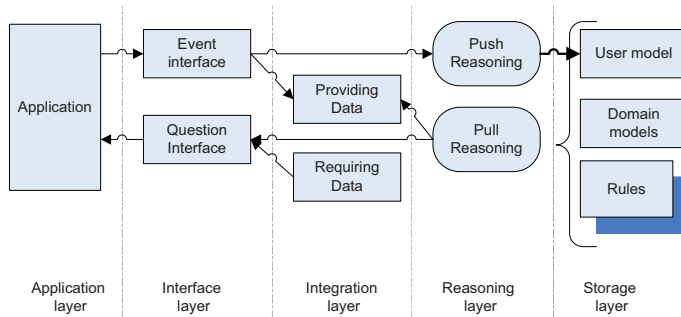 Application
Event
interface
Question
Interface
Providing
Data
Requiring
Data
Push
Reasoning
Pull
Reasoning
User model
Domain
models
Rules
Application
layer
Interface
layer
Integration
layer
Reasoning
layer
Storage
layer